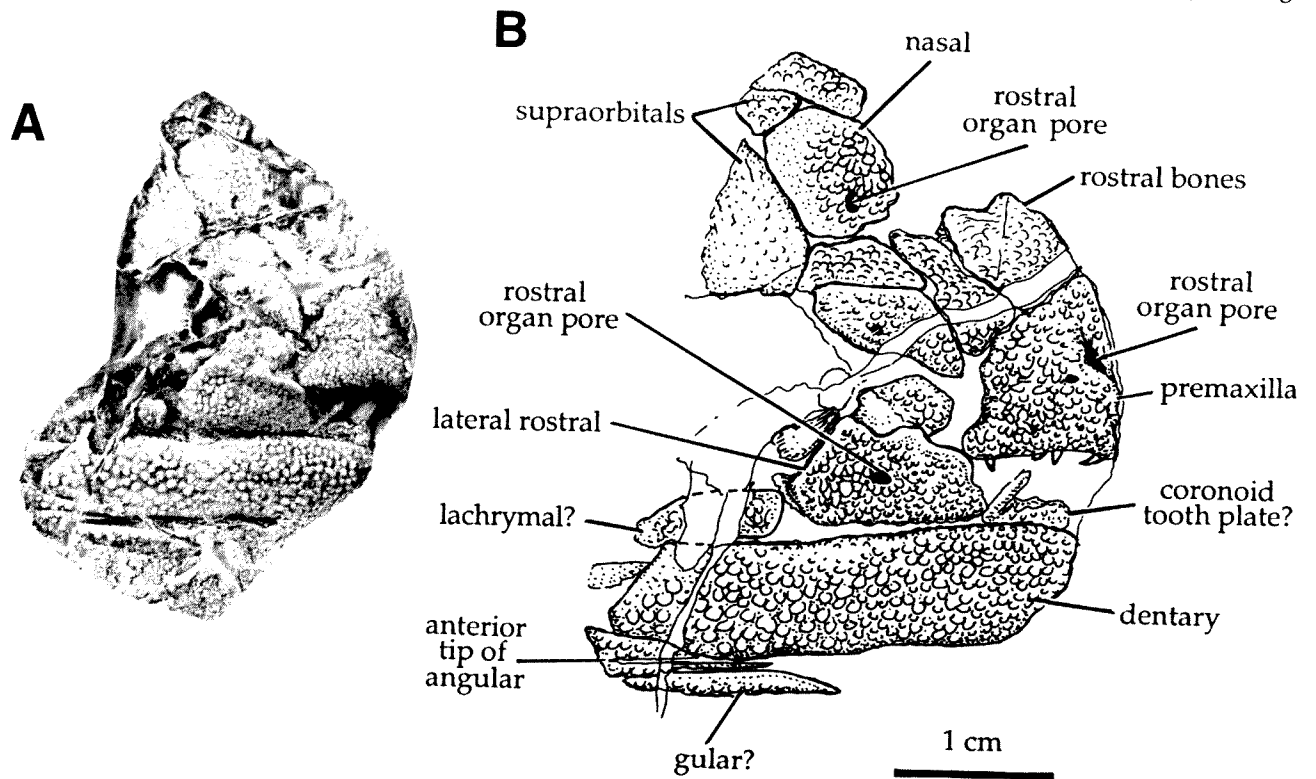 A
B
nasal
supraorbitals
rostral
organ pore
rostral bones
rostral
organ pore
rostral
organ pore
premaxilla
lateral rostral
lachrymal?
coronoid
tooth plate?
dentary
anterior
tip of
angular
gular?
1 cm